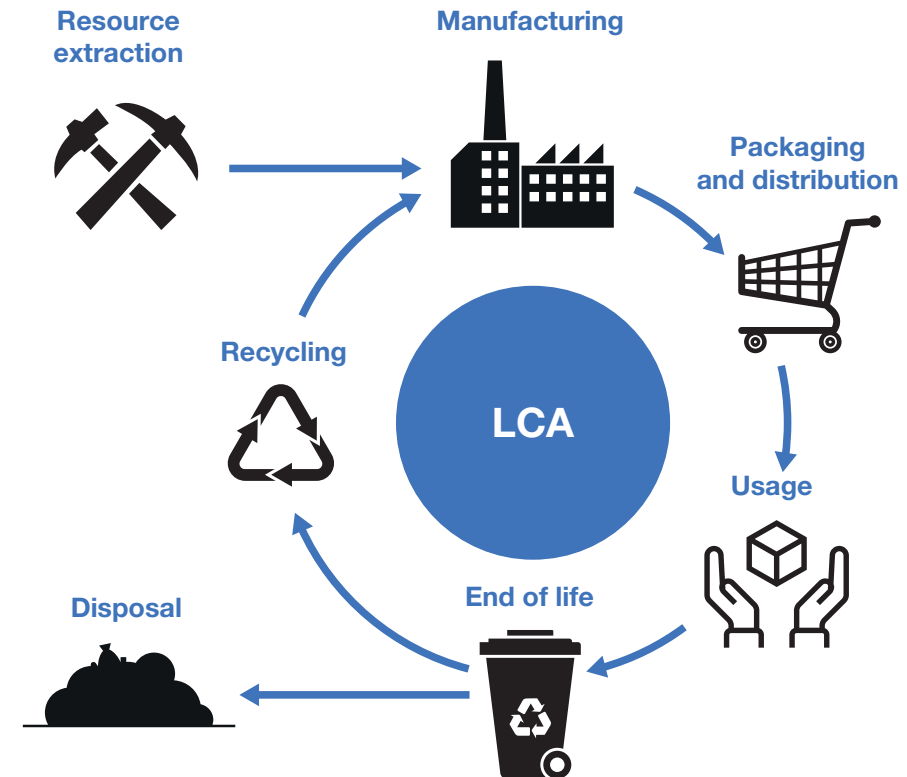 Resource
extraction
Manufacturing
Packaging
and distribution
Recycling
LCA
Usage
End of life
Disposal